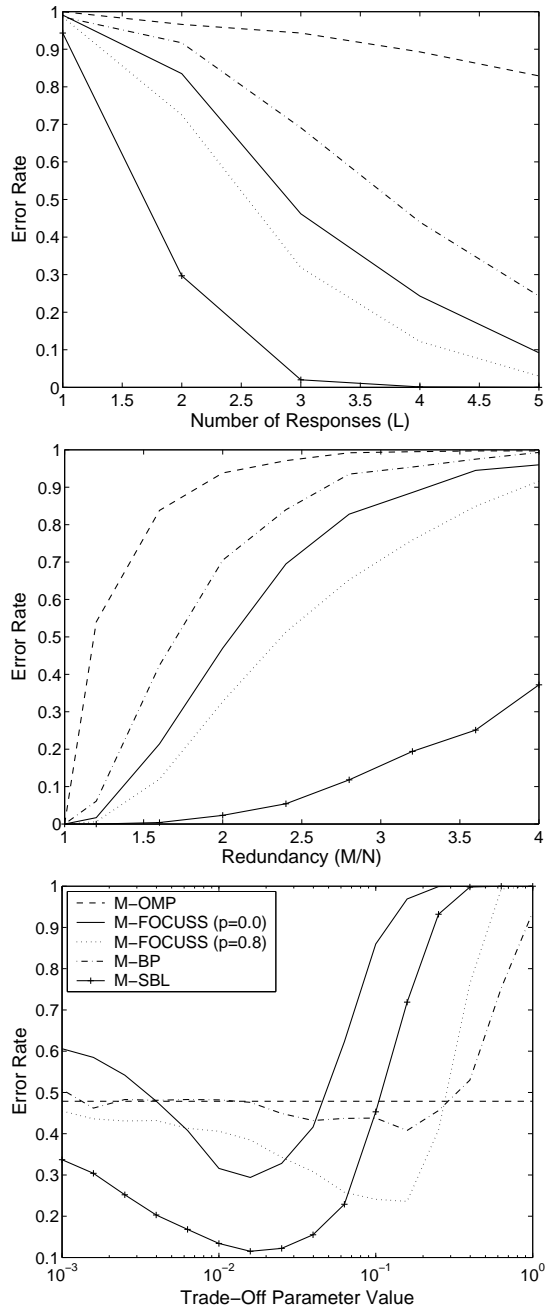 1
0.9
0.8
0.7
0.6
0.5
0.4
0.3
0.2
0.1
0
Error Rate
1 1.5 2 2.5 3 3.5 4 4.5 5
Number of Responses (L)
1
0.9
0.8
0.7
0.6
0.5
0.4
0.3
0.2
0.1
0
Error Rate
1 1.5 2 2.5 3 3.5 4
Redundancy (M/N)
1
0.9
0.8
0.7
0.6
0.5
0.4
0.3
0.2
0.1
Error Rate
M−OMP
M−FOCUSS (p=0.0)
M−FOCUSS (p=0.8)
M−BP
M−SBL
10⁻³ 10⁻² 10⁻¹ 10⁰
Trade−Off Parameter Value